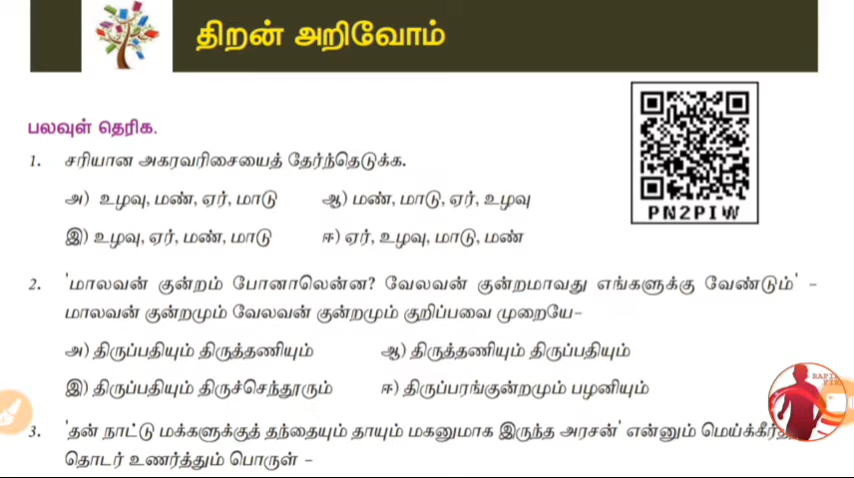 திறன் அறிவோம்
பலவுள் தெரிக.
1. சரியான அகரவரிசையைத் தேர்ந்தெடுக்க.
அ) உழவு, மண், ஏர், மாடு ஆ) மண், மாடு, ஏர், உழவு
இ) உழவு, ஏர், மண், மாடு ஈ) ஏர், உழவு, மாடு, மண்
PN2PIW
2. 'மாலவன் குன்றம் போனாலென்ன? வேலவன் குன்றமாவது எங்களுக்கு வேண்டும்' –
மாலவன் குன்றமும் வேலவன் குன்றமும் குறிப்பவை முறையே–
அ) திருப்பதியும் திருத்தணியும் ஆ) திருத்தணியும் திருப்பதியும்
இ) திருப்பதியும் திருச்செந்தூரும் ஈ) திருப்பரங்குன்றமும் பழனியும்
3. 'தன் நாட்டு மக்களுக்குத் தந்தையும் தாயும் மகனுமாக இருந்த அரசன்' என்னும்
தொடர் உணர்த்தும் பொருள் –